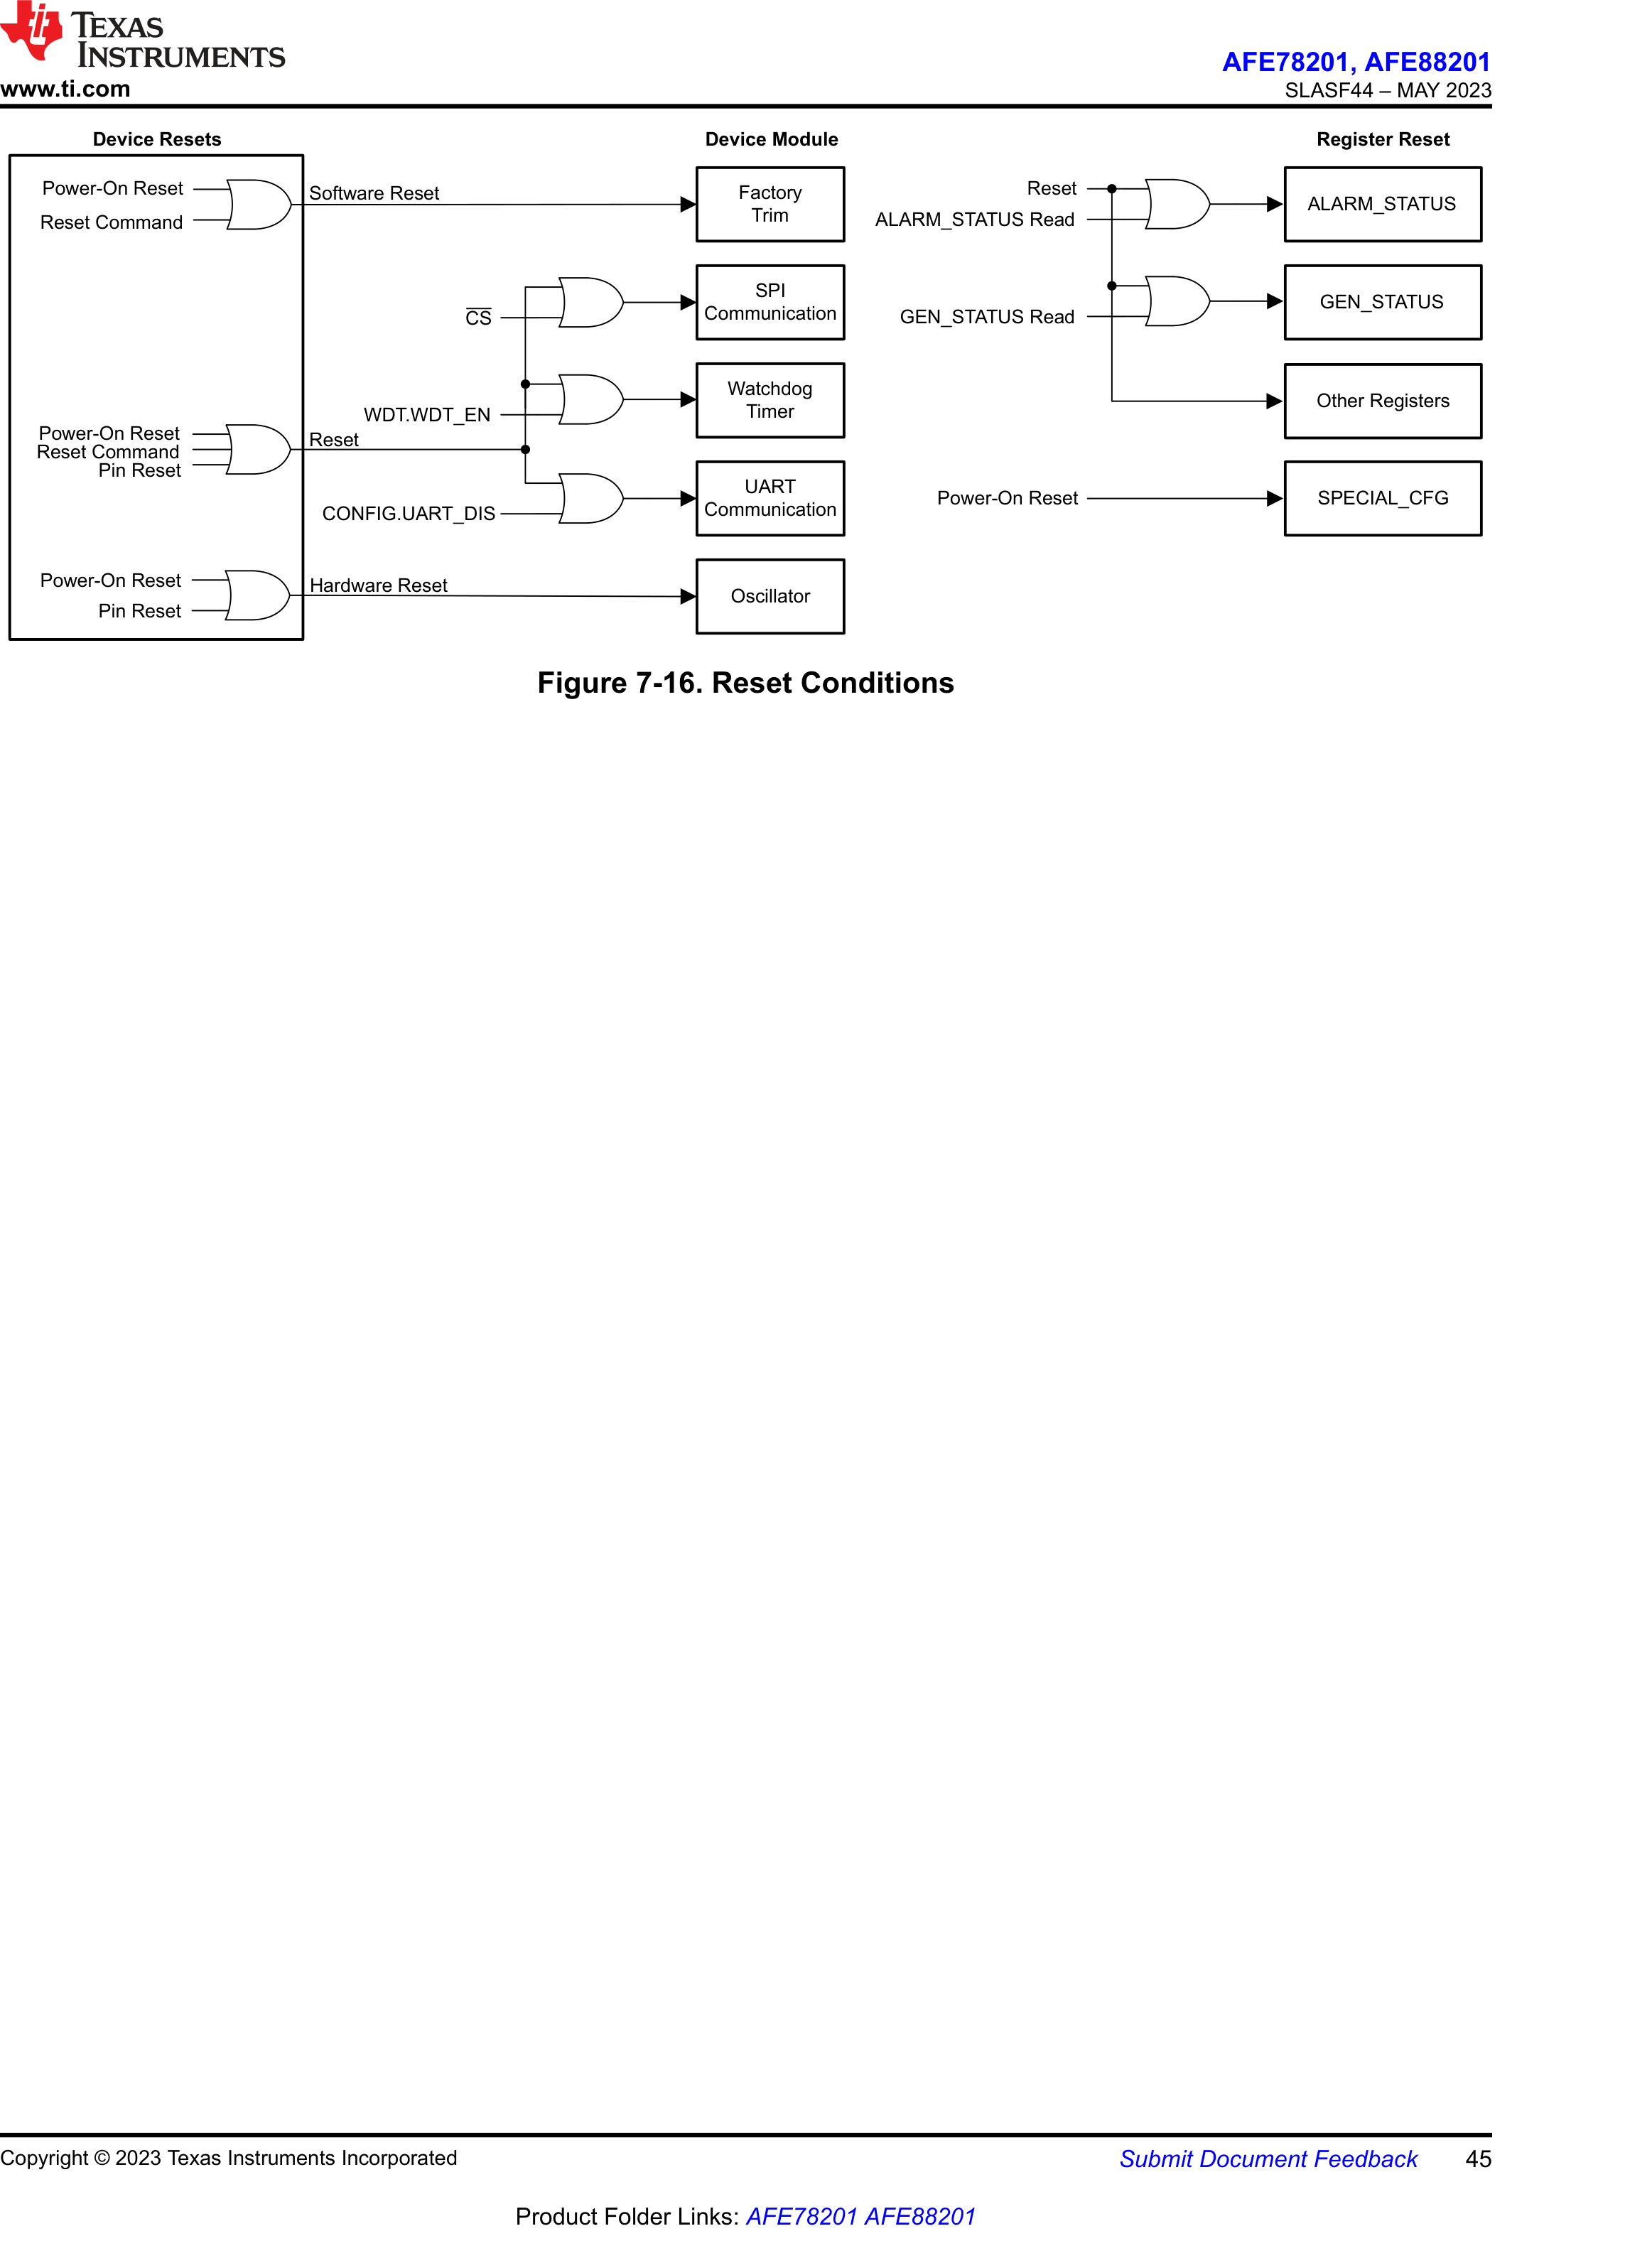 TEXAS
INSTRUMENTS
www.ti.com
AFE78201, AFE88201
SLASF44 – MAY 2023
Device Resets
Device Module
Register Reset
Power-On Reset
Reset Command
Software Reset
Factory
Trim
Reset
ALARM_STATUS Read
ALARM_STATUS
CS
SPI
Communication
GEN_STATUS Read
GEN_STATUS
WDT.WDT_EN
Watchdog
Timer
Other Registers
Power-On Reset
Reset Command
Pin Reset
Reset
CONFIG.UART_DIS
UART
Communication
Power-On Reset
SPECIAL_CFG
Power-On Reset
Pin Reset
Hardware Reset
Oscillator
Figure 7-16. Reset Conditions
Copyright © 2023 Texas Instruments Incorporated
Submit Document Feedback 45
Product Folder Links: AFE78201 AFE88201